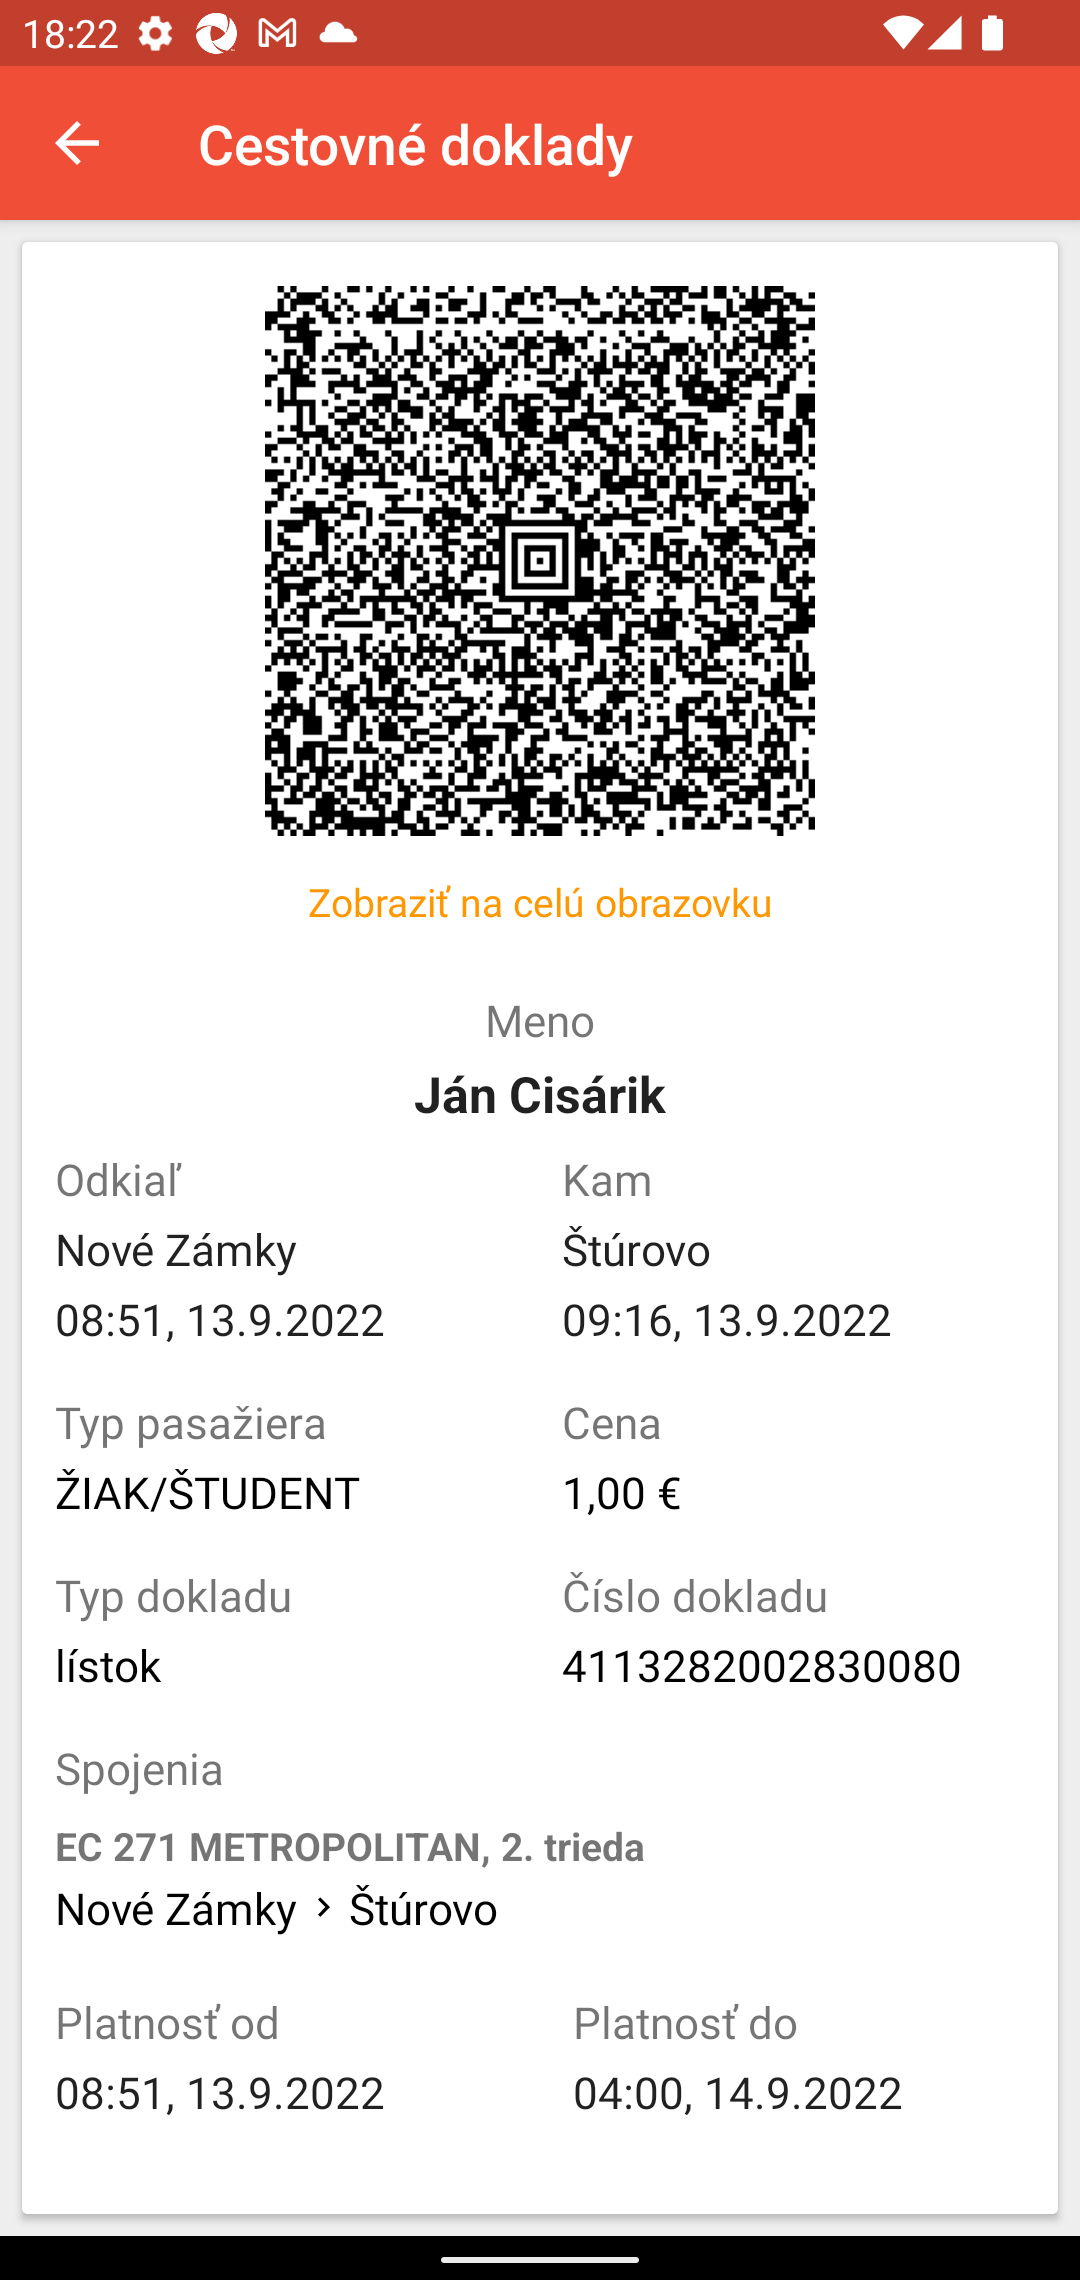 18:22
Cestovné doklady
Zobraziť na celú obrazovku
Meno
Ján Cisárik
Odkiaľ
Kam
Nové Zámky
Štúrovo
08:51, 13.9.2022
09:16, 13.9.2022
Typ pasažiera
Cena
ŽIAK/ŠTUDENT
1,00 €
Typ dokladu
Číslo dokladu
lístok
4113282002830080
Spojenia
EC 271 METROPOLITAN, 2. trieda
Nové Zámky > Štúrovo
Platnosť od
Platnosť do
08:51, 13.9.2022
04:00, 14.9.2022